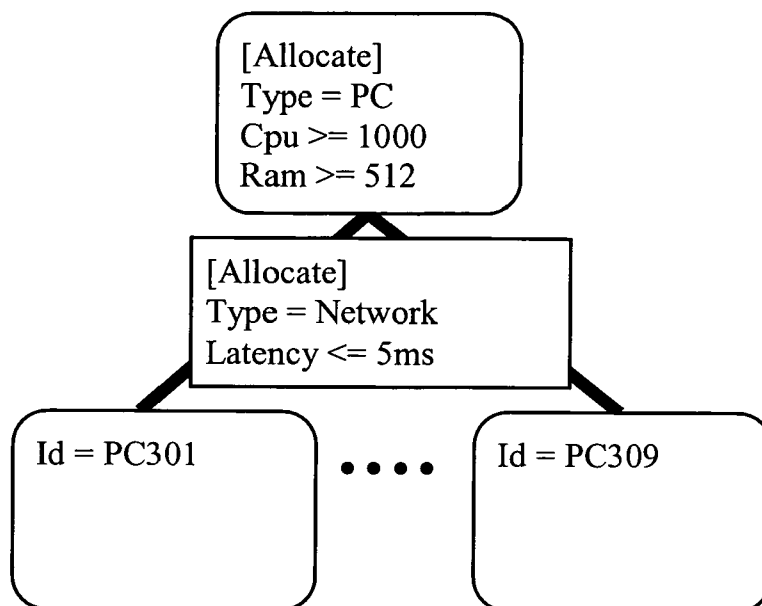 [Allocate]
Type = PC
Cpu >= 1000
Ram >= 512
[Allocate]
Type = Network
Latency <= 5ms
Id = PC301
Id = PC309